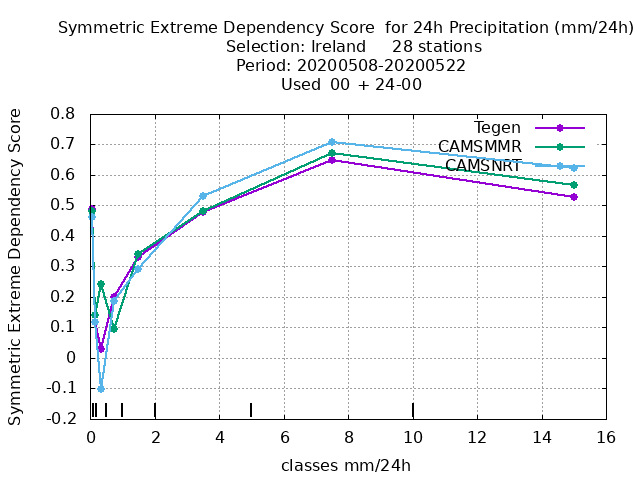 Symmetric Extreme Dependency Score  for 24h Precipitation (mm/24h)
Selection: Ireland     28 stations
Period: 20200508-20200522
Used  00 + 24-00
Symmetric Extreme Dependency Score
0.8
0.7
0.6
0.5
0.4
0.3
0.2
0.1
0
-0.1
-0.2
Tegen
CAMSMMR
CAMSNRT
0 2 4 6 8 10 12 14 16
classes mm/24h